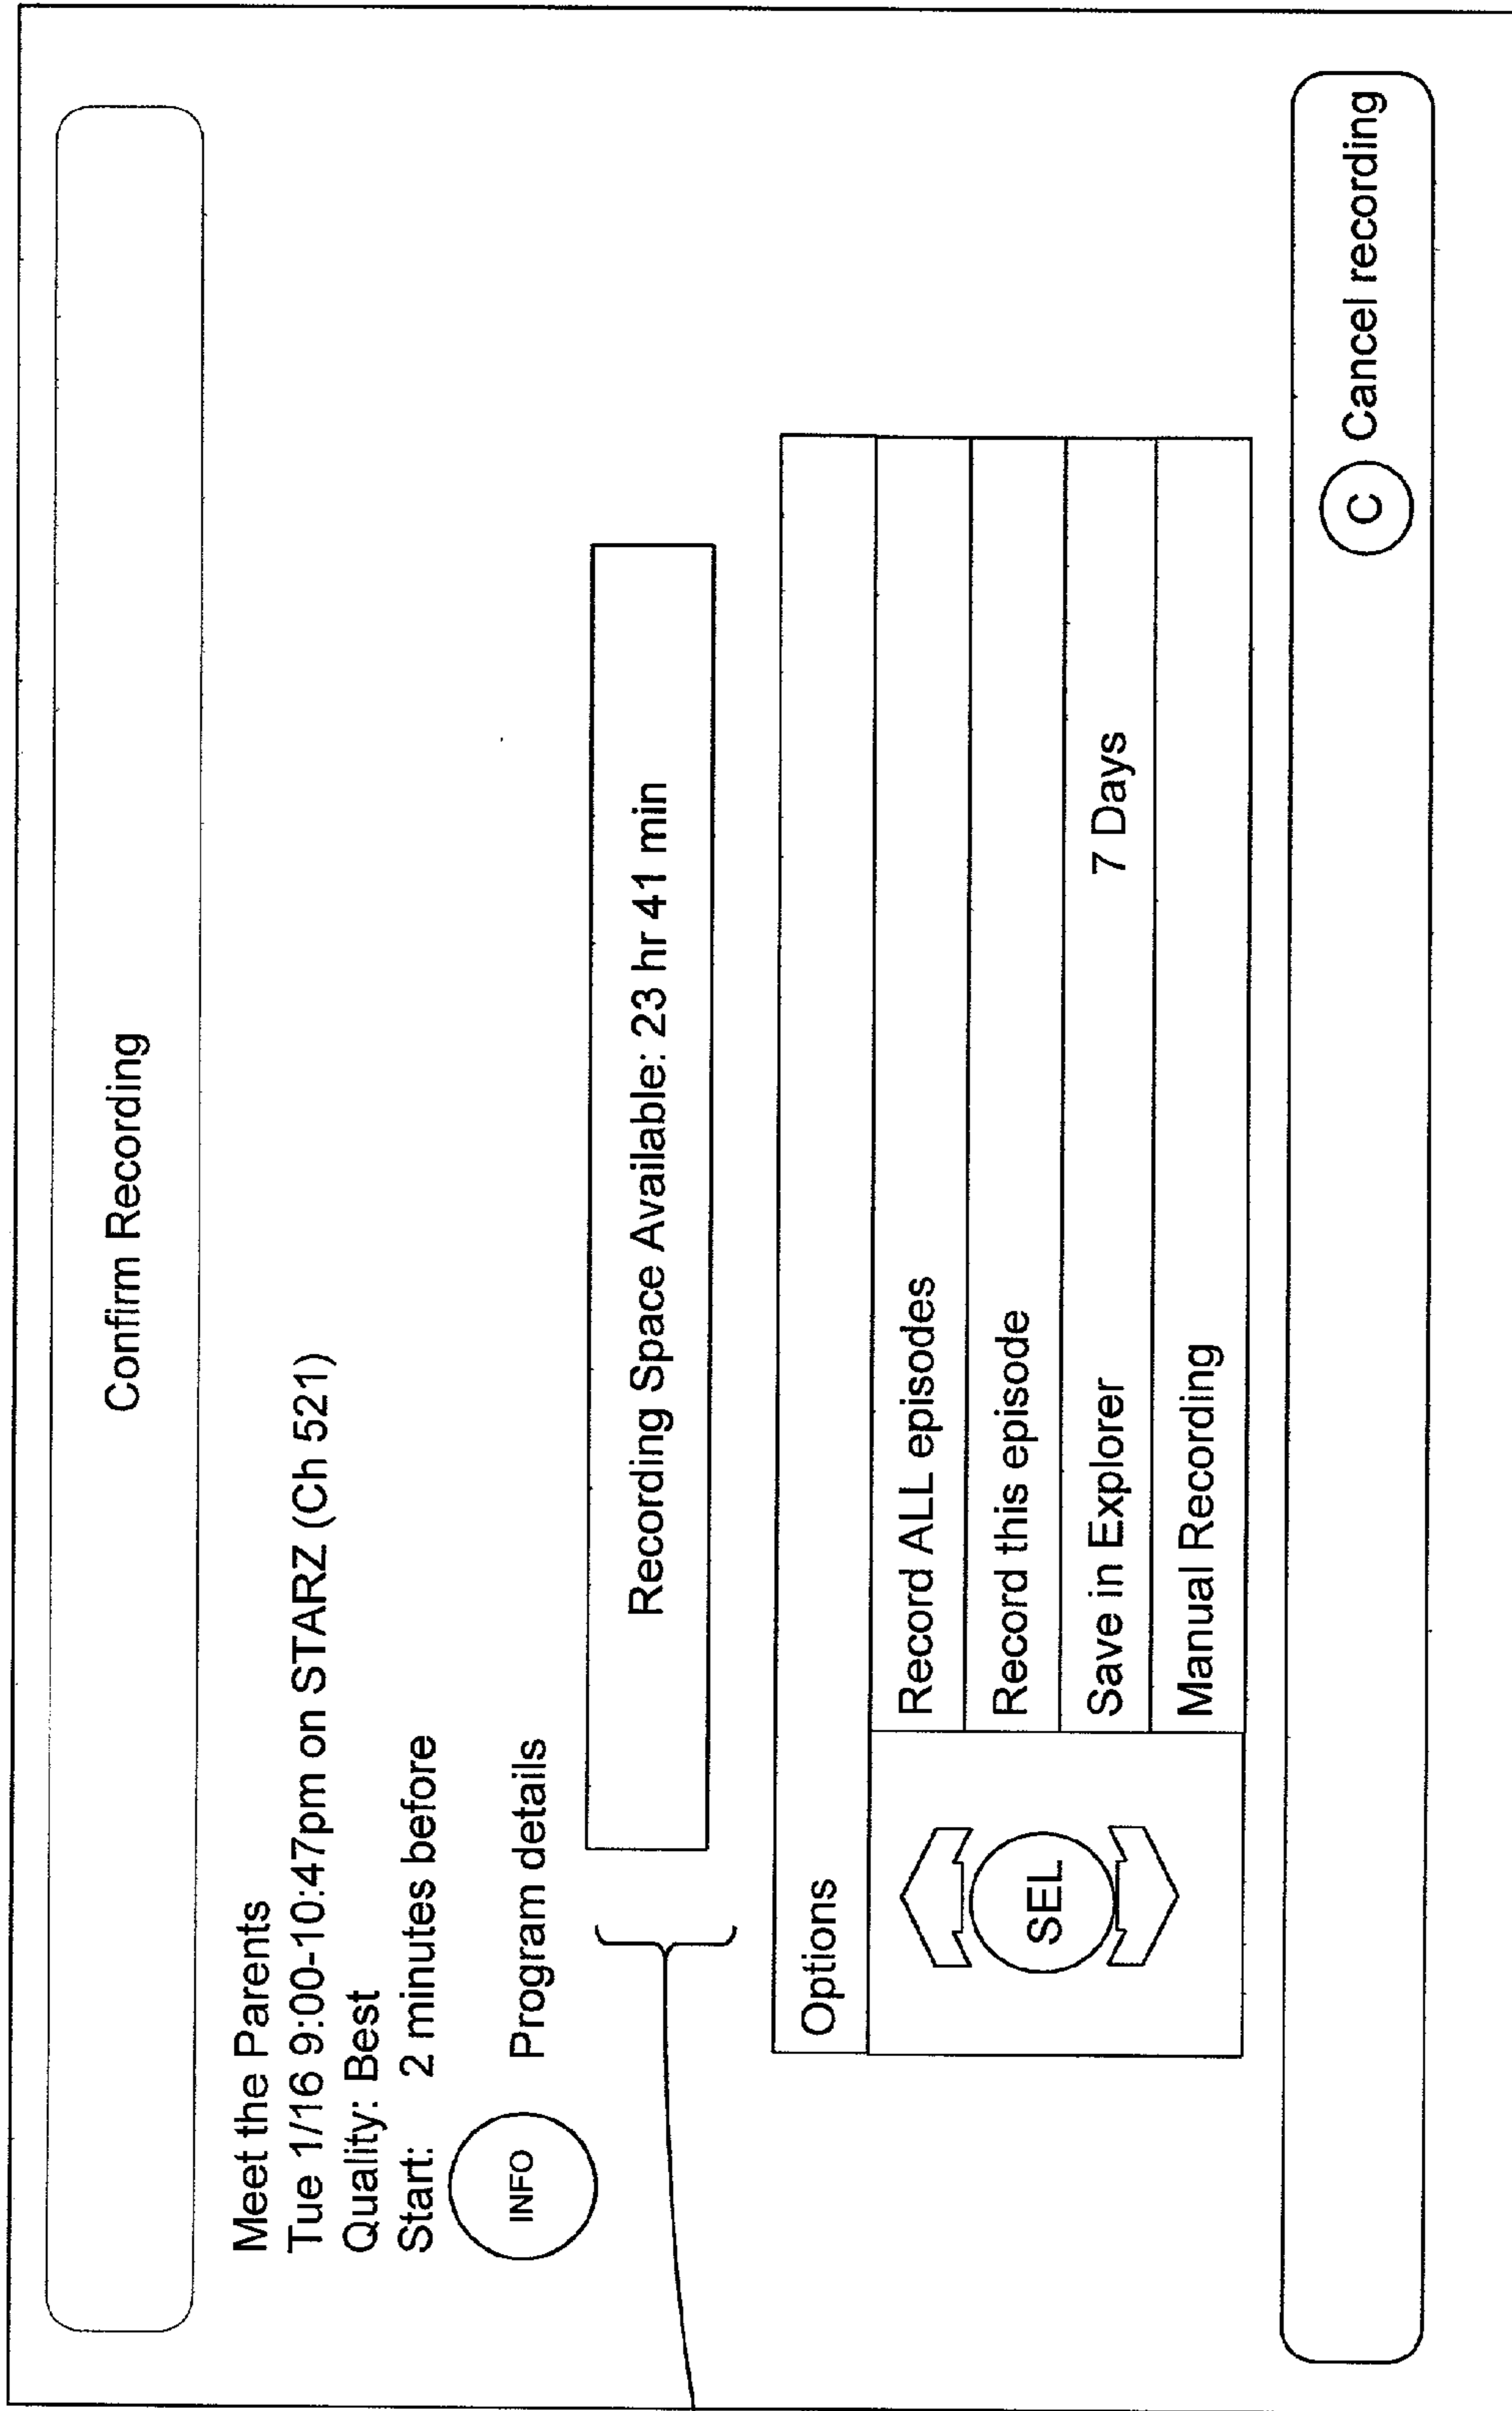 Confirm Recording
Meet the Parents
Tue 1/16 9:00-10:47pm on STARZ (Ch 521)
Quality: Best
Start: 2 minutes before
INFO Program details
Recording Space Available: 23 hr 41 min
Options
Record ALL episodes
Record this episode
SEL
Save in Explorer 7 Days
Manual Recording
C Cancel recording